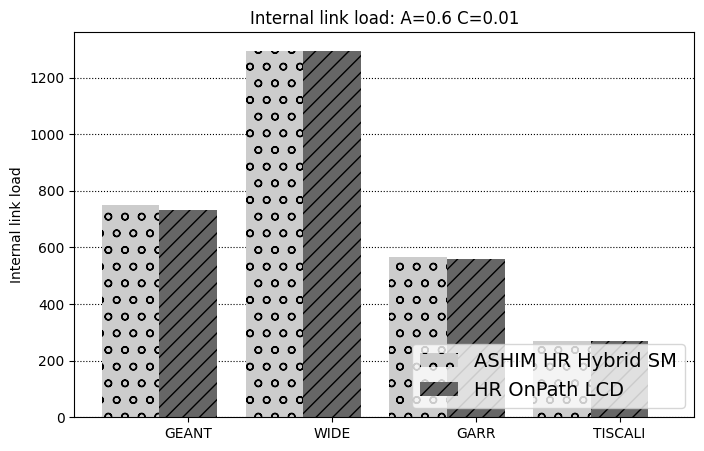 Internal link load: A=0.6 C=0.01
Internal link load
1200
1000
800
600
400
200
0
GEANT WIDE GARR TISCALI
ASHIM HR Hybrid SM
HR OnPath LCD